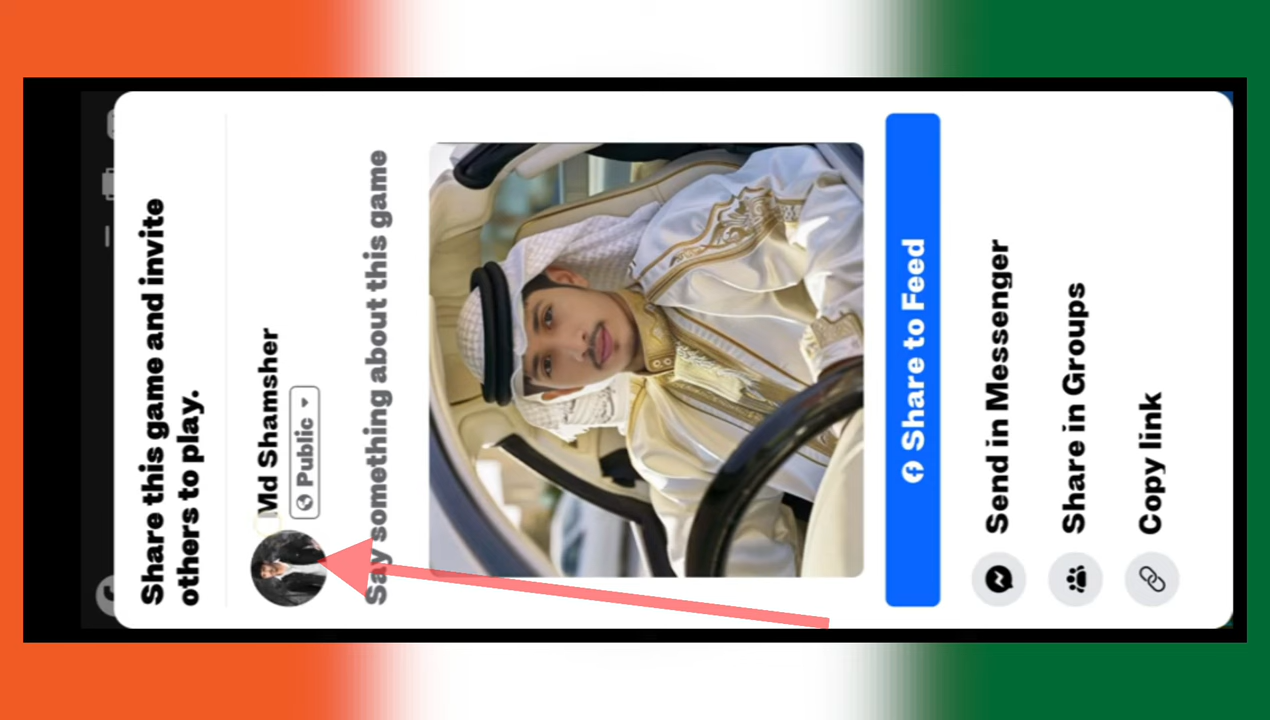 Share this game and invite
others to play.
Md Shamsher
Public
Say something about this game
Share to Feed
Send in Messenger
Share in Groups
Copy link